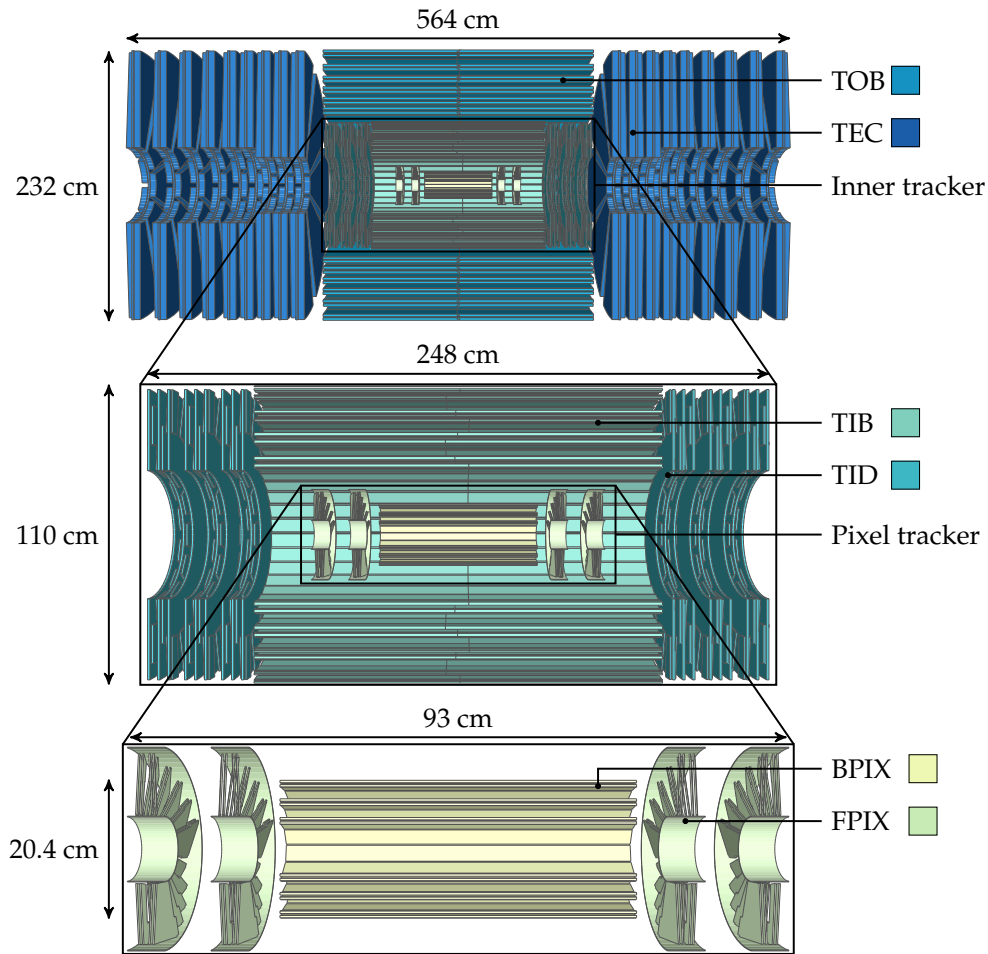 564 cm
TOB
TEC
232 cm
Inner tracker
248 cm
TIB
TID
110 cm
Pixel tracker
93 cm
BPIX
FPIX
20.4 cm